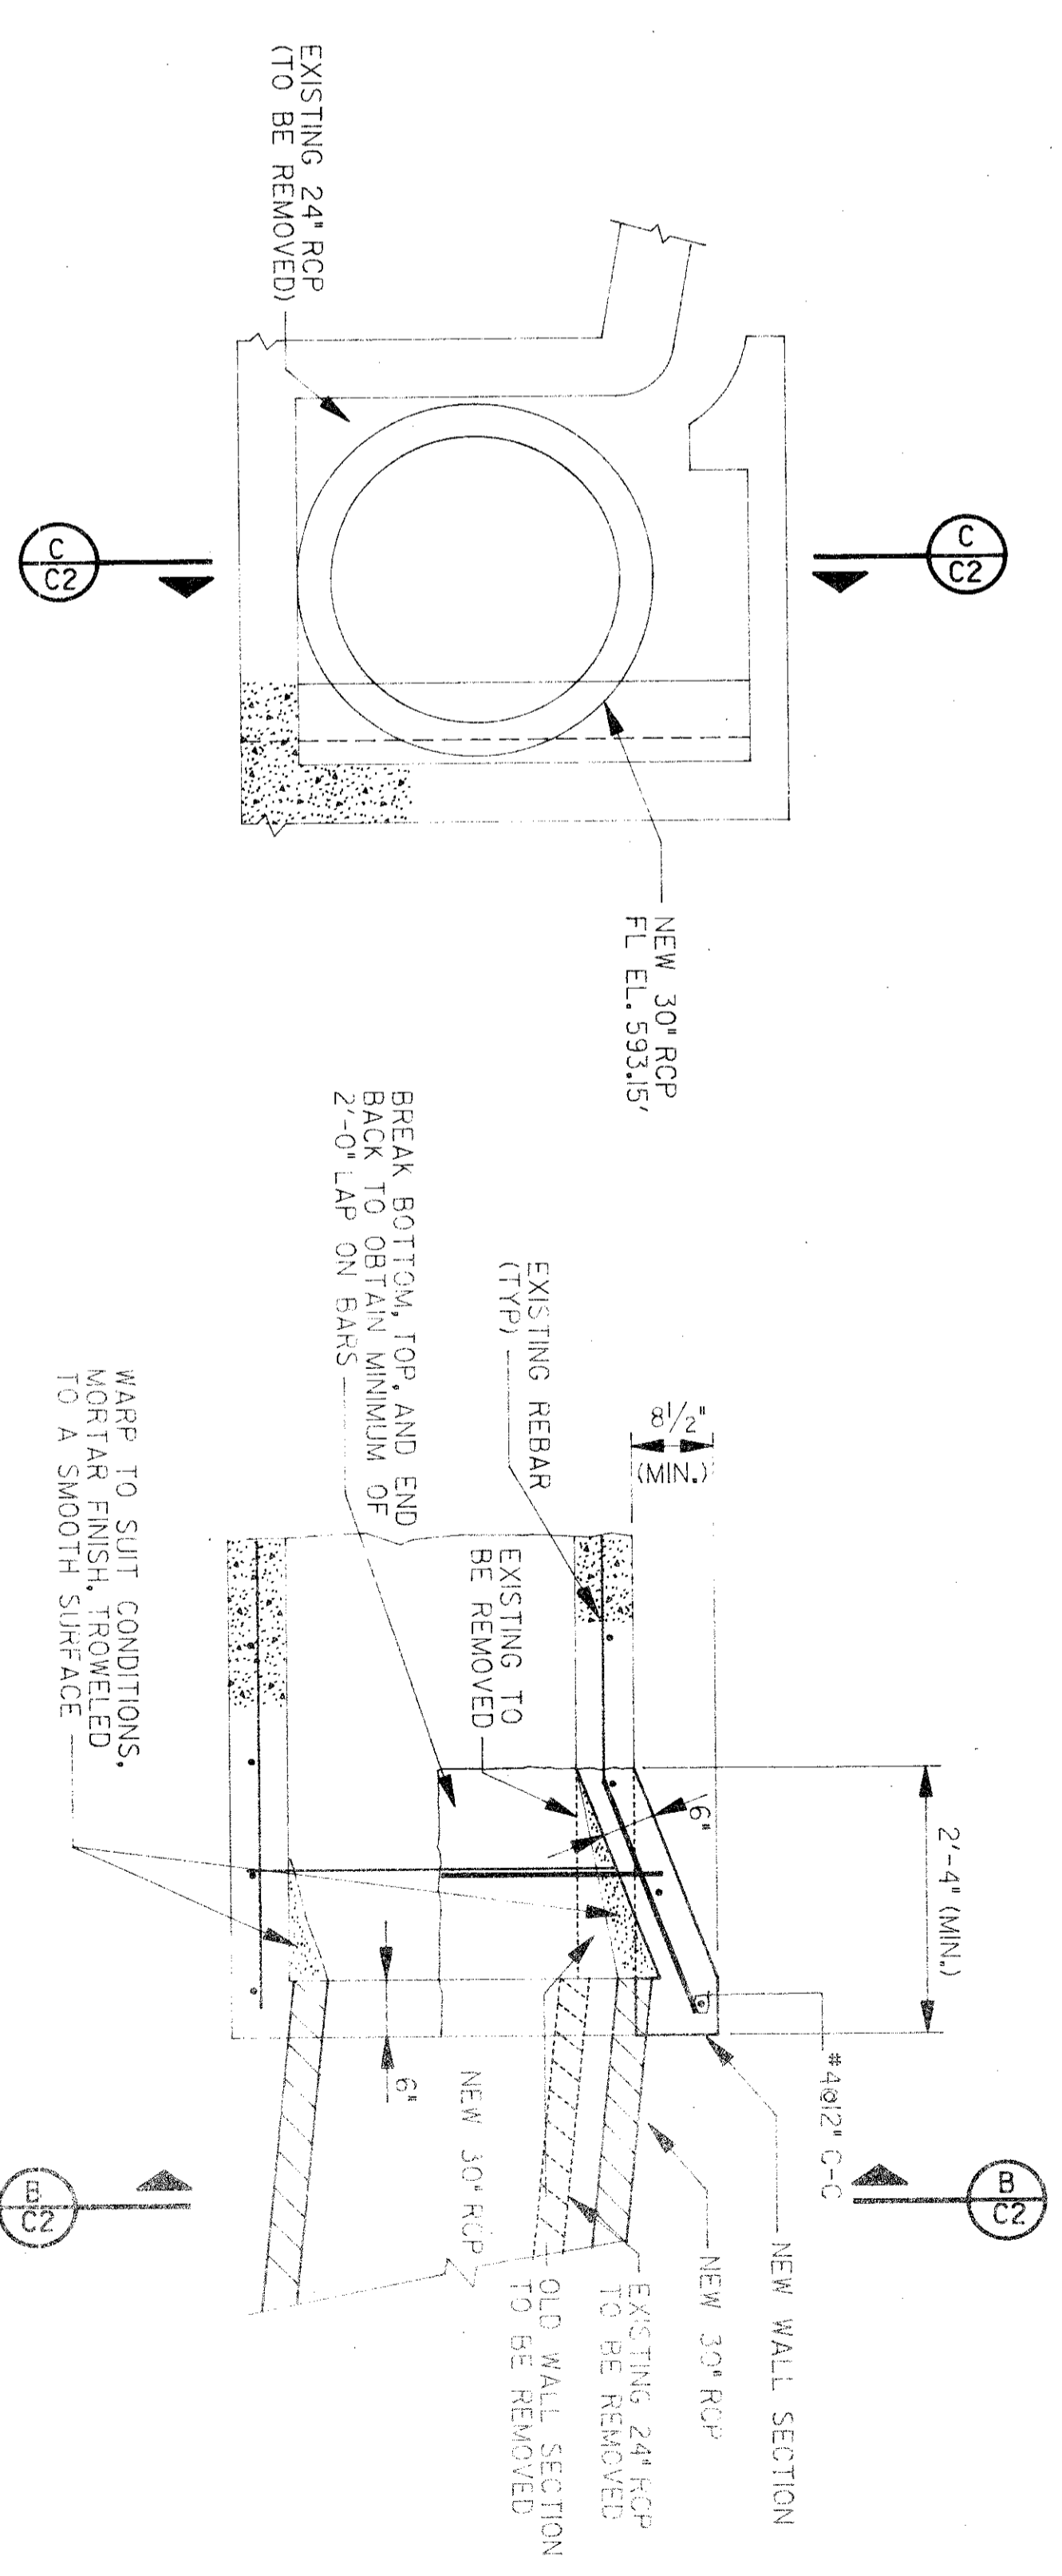 EXISTING 24" RCP
(TO BE REMOVED)
C
C2
C
C2
NEW 30" RCP
FL EL. 593.15'
BREAK BOTTOM, TOP, AND END
BACK TO OBTAIN MINIMUM OF
2'-0" LAP ON BARS
EXISTING REBAR
(TYP)
8 1/2"
(MIN.)
WARP TO SUIT CONDITIONS,
MORTAR FINISH, TROWELED
TO A SMOOTH SURFACE
EXISTING TO
BE REMOVED
6"
2'-4" (MIN.)
#4@12" C-C
6"
NEW 30" RCP
B
C2
B
C2
NEW WALL SECTION
NEW 30" RCP
EXISTING 24" RCP
TO BE REMOVED
OLD WALL SECTION
TO BE REMOVED